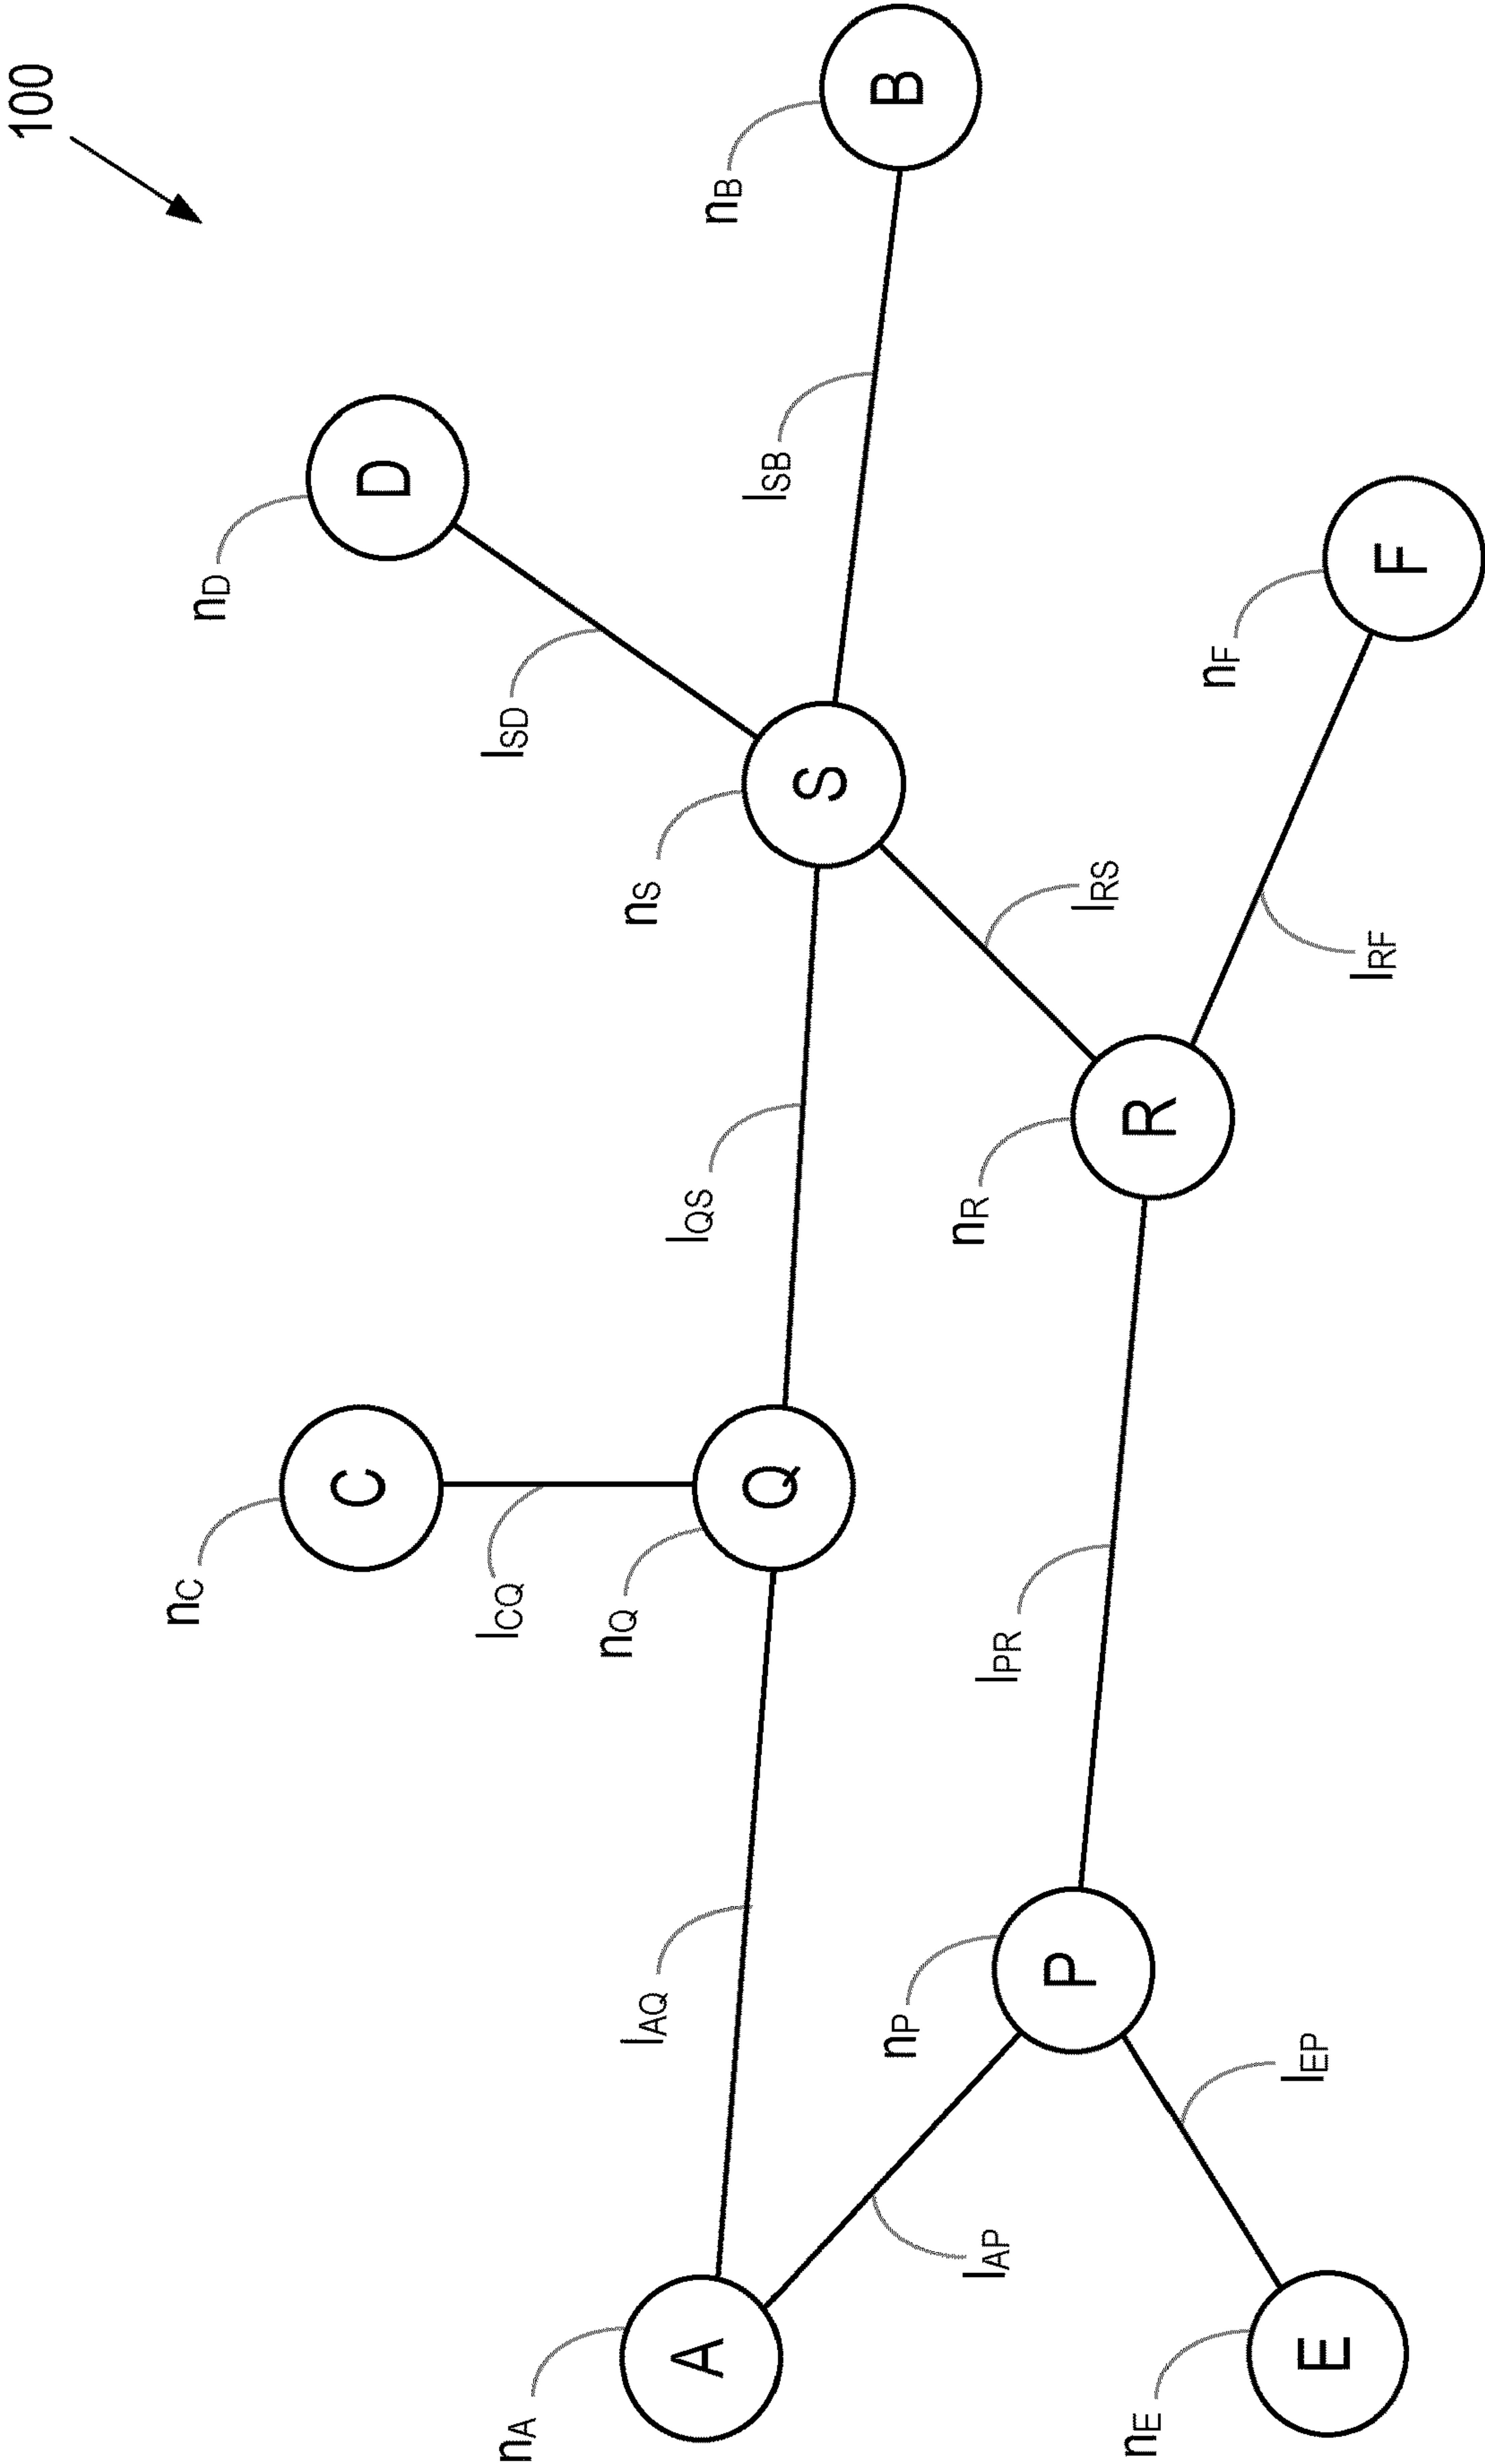 100
nC
C
nD
D
lCQ
lSD
nQ
Q
nS
S
nB
B
lAQ
lQS
lSB
nA
A
lAP
nP
P
lPR
nR
R
lRS
nF
F
lRF
lEP
nE
E